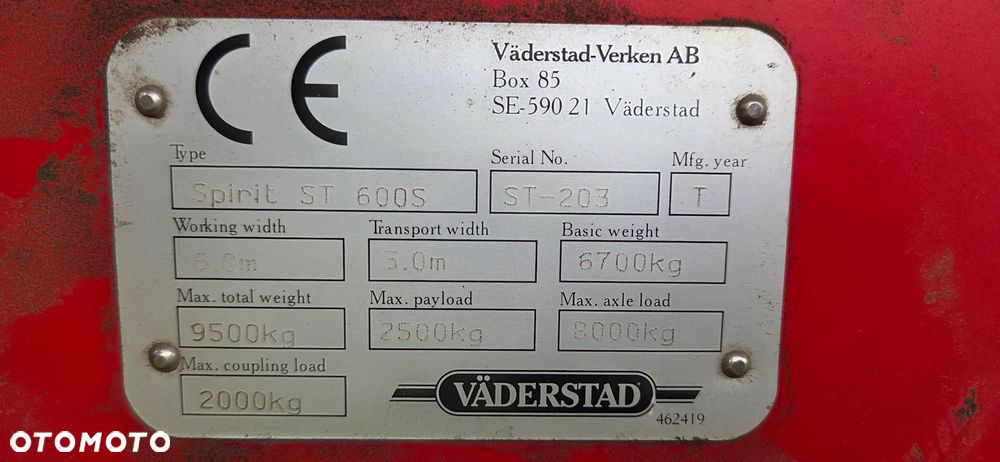 CE
Väderstad-Verken AB
Box 85
SE-590 21 Väderstad
Type
Serial No.
Mfg. year
Spirit ST 600S
ST-203
T
Working width
Transport width
Basic weight
6.0m
3.0m
6700kg
Max. total weight
Max. payload
Max. axle load
9500kg
2500kg
8000kg
Max. coupling load
2000kg
VÄDERSTAD
462419
OTOMOTO